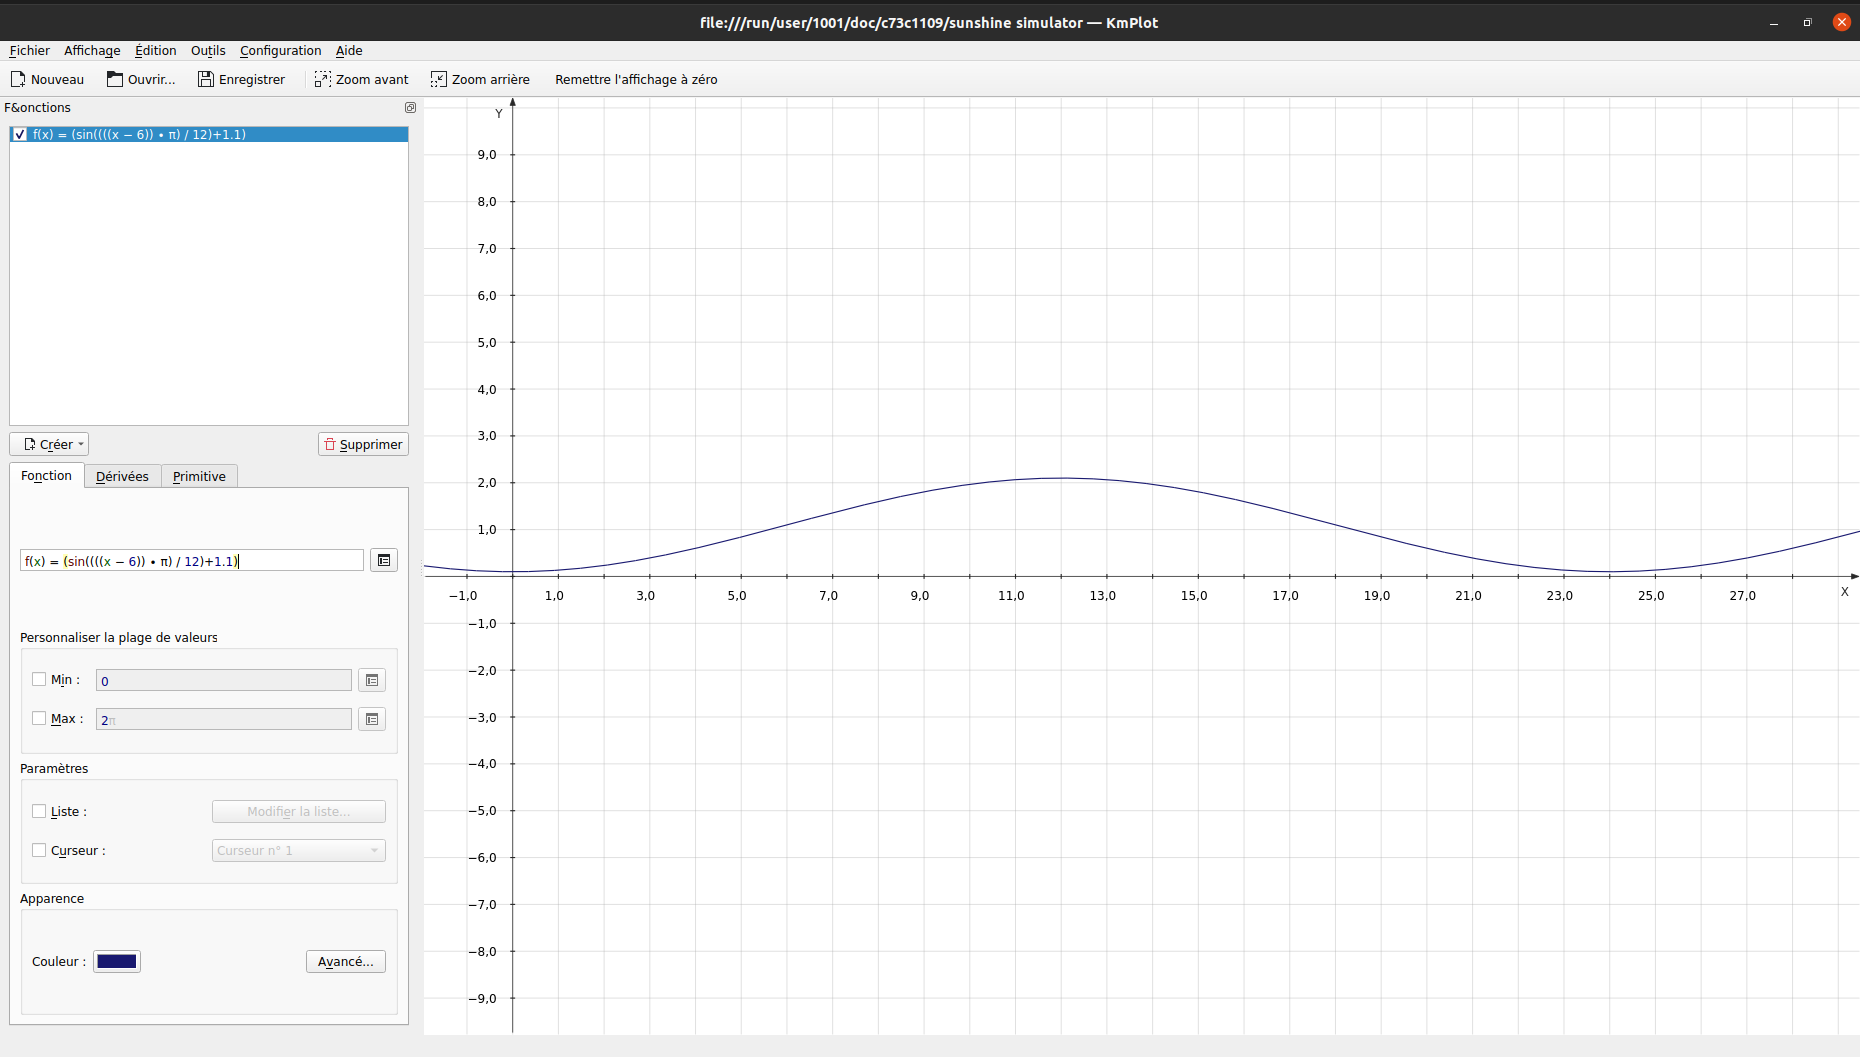 file:///run/user/1001/doc/c73c1109/sunshine simulator — KmPlot
Fichier Affichage Édition Outils Configuration Aide
Nouveau Ouvrir... Enregistrer Zoom avant Zoom arrière Remettre l'affichage à zéro
F&onctions
f(x) = (sin((((x − 6)) • π) / 12)+1.1)
Créer Supprimer
Fonction Dérivées Primitive
f(x) = (sin((((x − 6)) • π) / 12)+1.1)
Personnaliser la plage de valeurs
Min : 0
Max : 2π
Paramètres
Liste : Modifier la liste...
Curseur : Curseur n° 1
Apparence
Couleur : Avancé...
Y
9,0
8,0
7,0
6,0
5,0
4,0
3,0
2,0
1,0
−1,0 1,0 3,0 5,0 7,0 9,0 11,0 13,0 15,0 17,0 19,0 21,0 23,0 25,0 27,0 X
−1,0
−2,0
−3,0
−4,0
−5,0
−6,0
−7,0
−8,0
−9,0